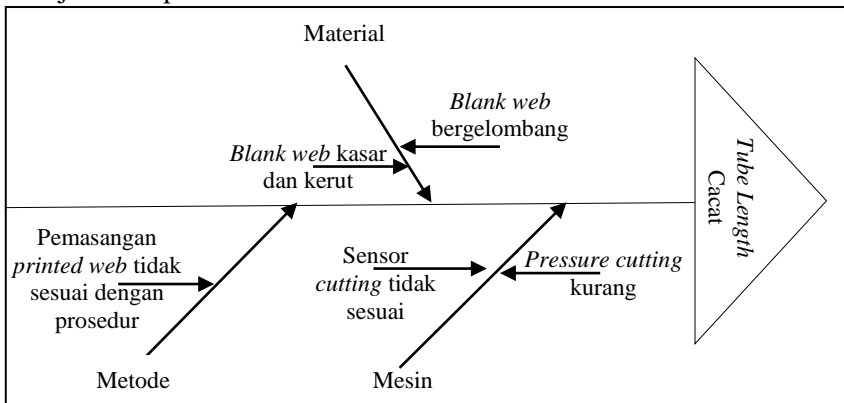 Material
Blank web
bergelombang
Blank web kasar
dan kerut
Tube Length
Cacat
Pemasangan
printed web tidak
sesuai dengan
prosedur
Sensor
cutting tidak
sesuai
Pressure cutting
kurang
Metode
Mesin